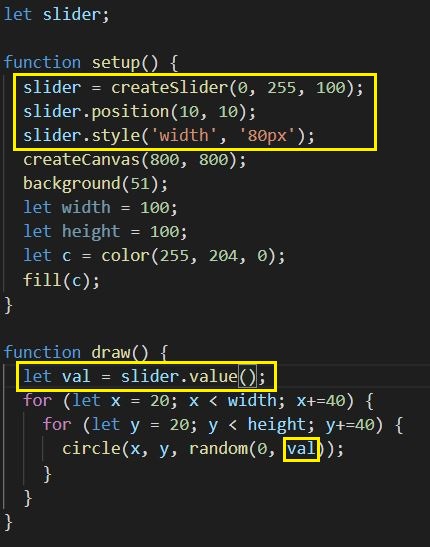 let slider;
function setup() {
slider = createSlider(0, 255, 100);
slider.position(10, 10);
slider.style('width', '80px');
createCanvas(800, 800);
background(51);
let width = 100;
let height = 100;
let c = color(255, 204, 0);
fill(c);
}
function draw() {
let val = slider.value();
for (let x = 20; x < width; x+=40) {
for (let y = 20; y < height; y+=40) {
circle(x, y, random(0, val));
}
}
}